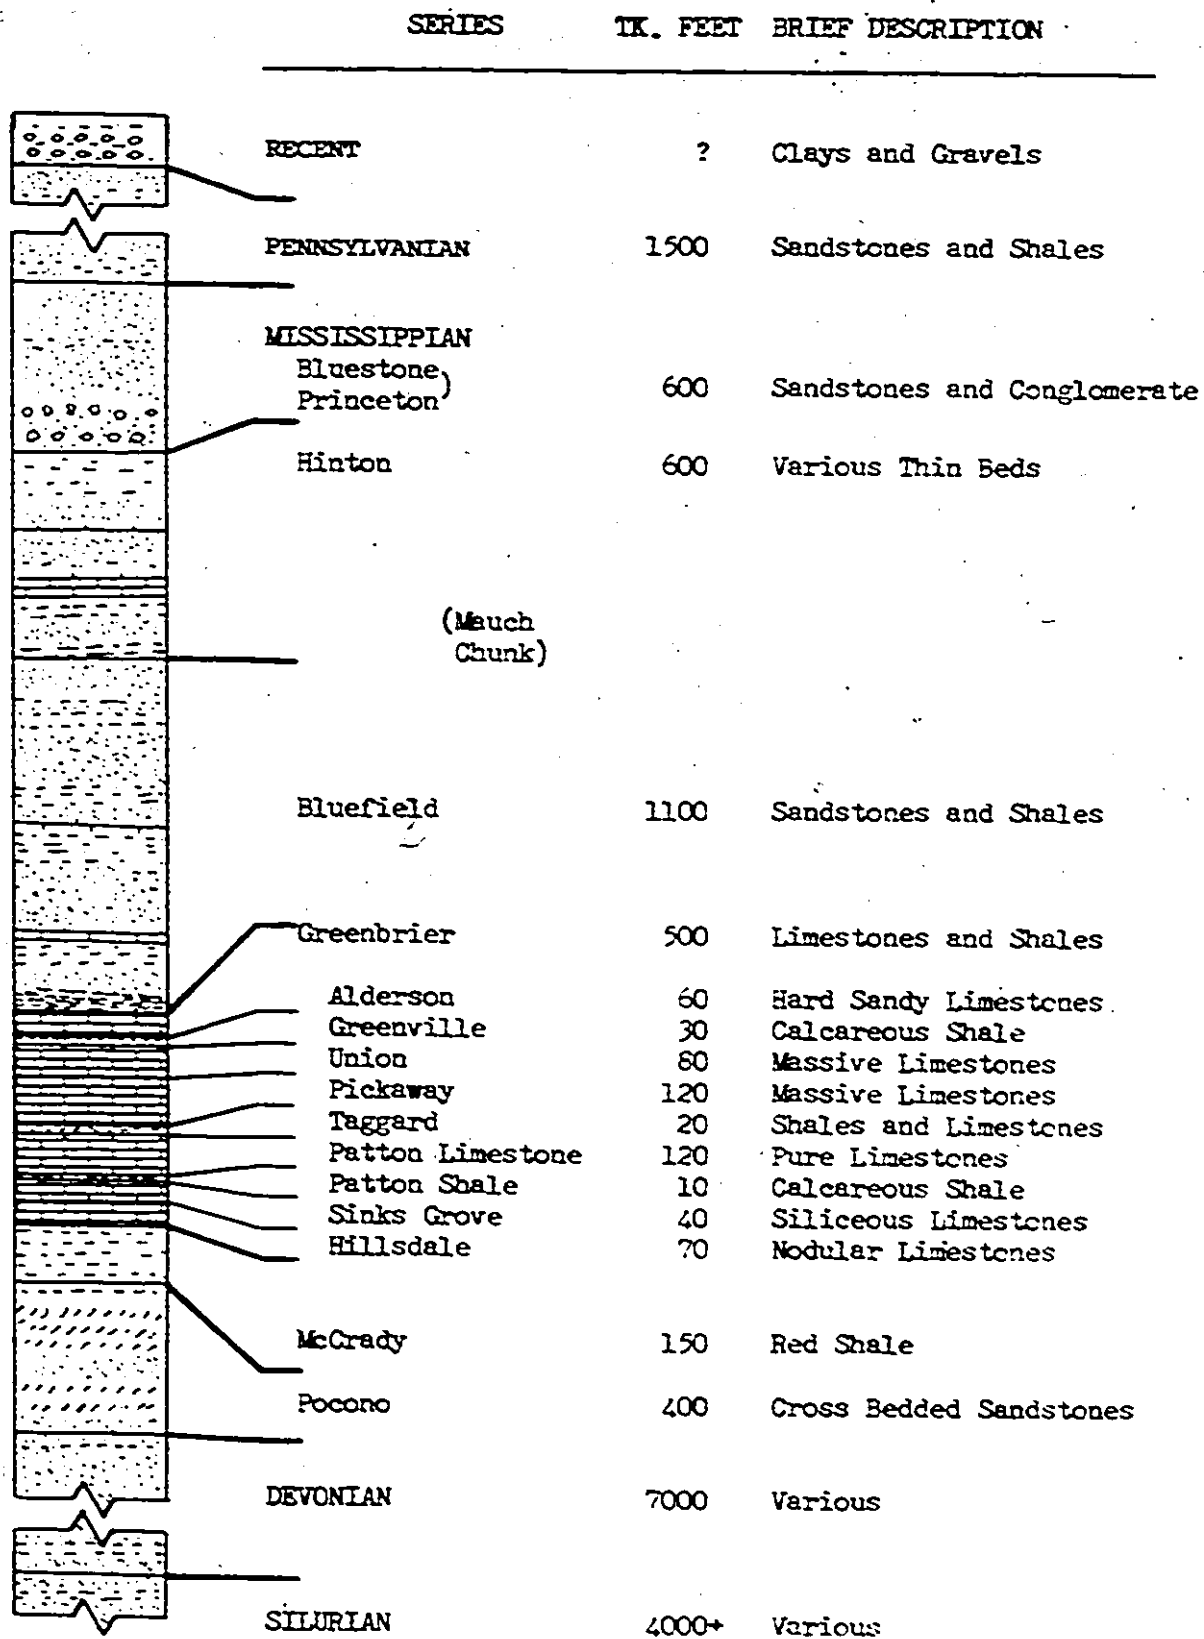 SERIES TK. FEET BRIEF DESCRIPTION
RECENT ? Clays and Gravels
PENNSYLVANIAN 1500 Sandstones and Shales
MISSISSIPPIAN
Bluestone)
Princeton 600 Sandstones and Conglomerate
Hinton 600 Various Thin Beds
(Mauch
Chunk)
Bluefield 1100 Sandstones and Shales
Greenbrier 500 Limestones and Shales
Alderson 60 Hard Sandy Limestones
Greenville 30 Calcareous Shale
Union 80 Massive Limestones
Pickaway 120 Massive Limestones
Taggard 20 Shales and Limestones
Patton Limestone 120 Pure Limestones
Patton Shale 10 Calcareous Shale
Sinks Grove 40 Siliceous Limestones
Hillsdale 70 Nodular Limestones
McCrady 150 Red Shale
Pocono 400 Cross Bedded Sandstones
DEVONIAN 7000 Various
SILURIAN 4000+ Various